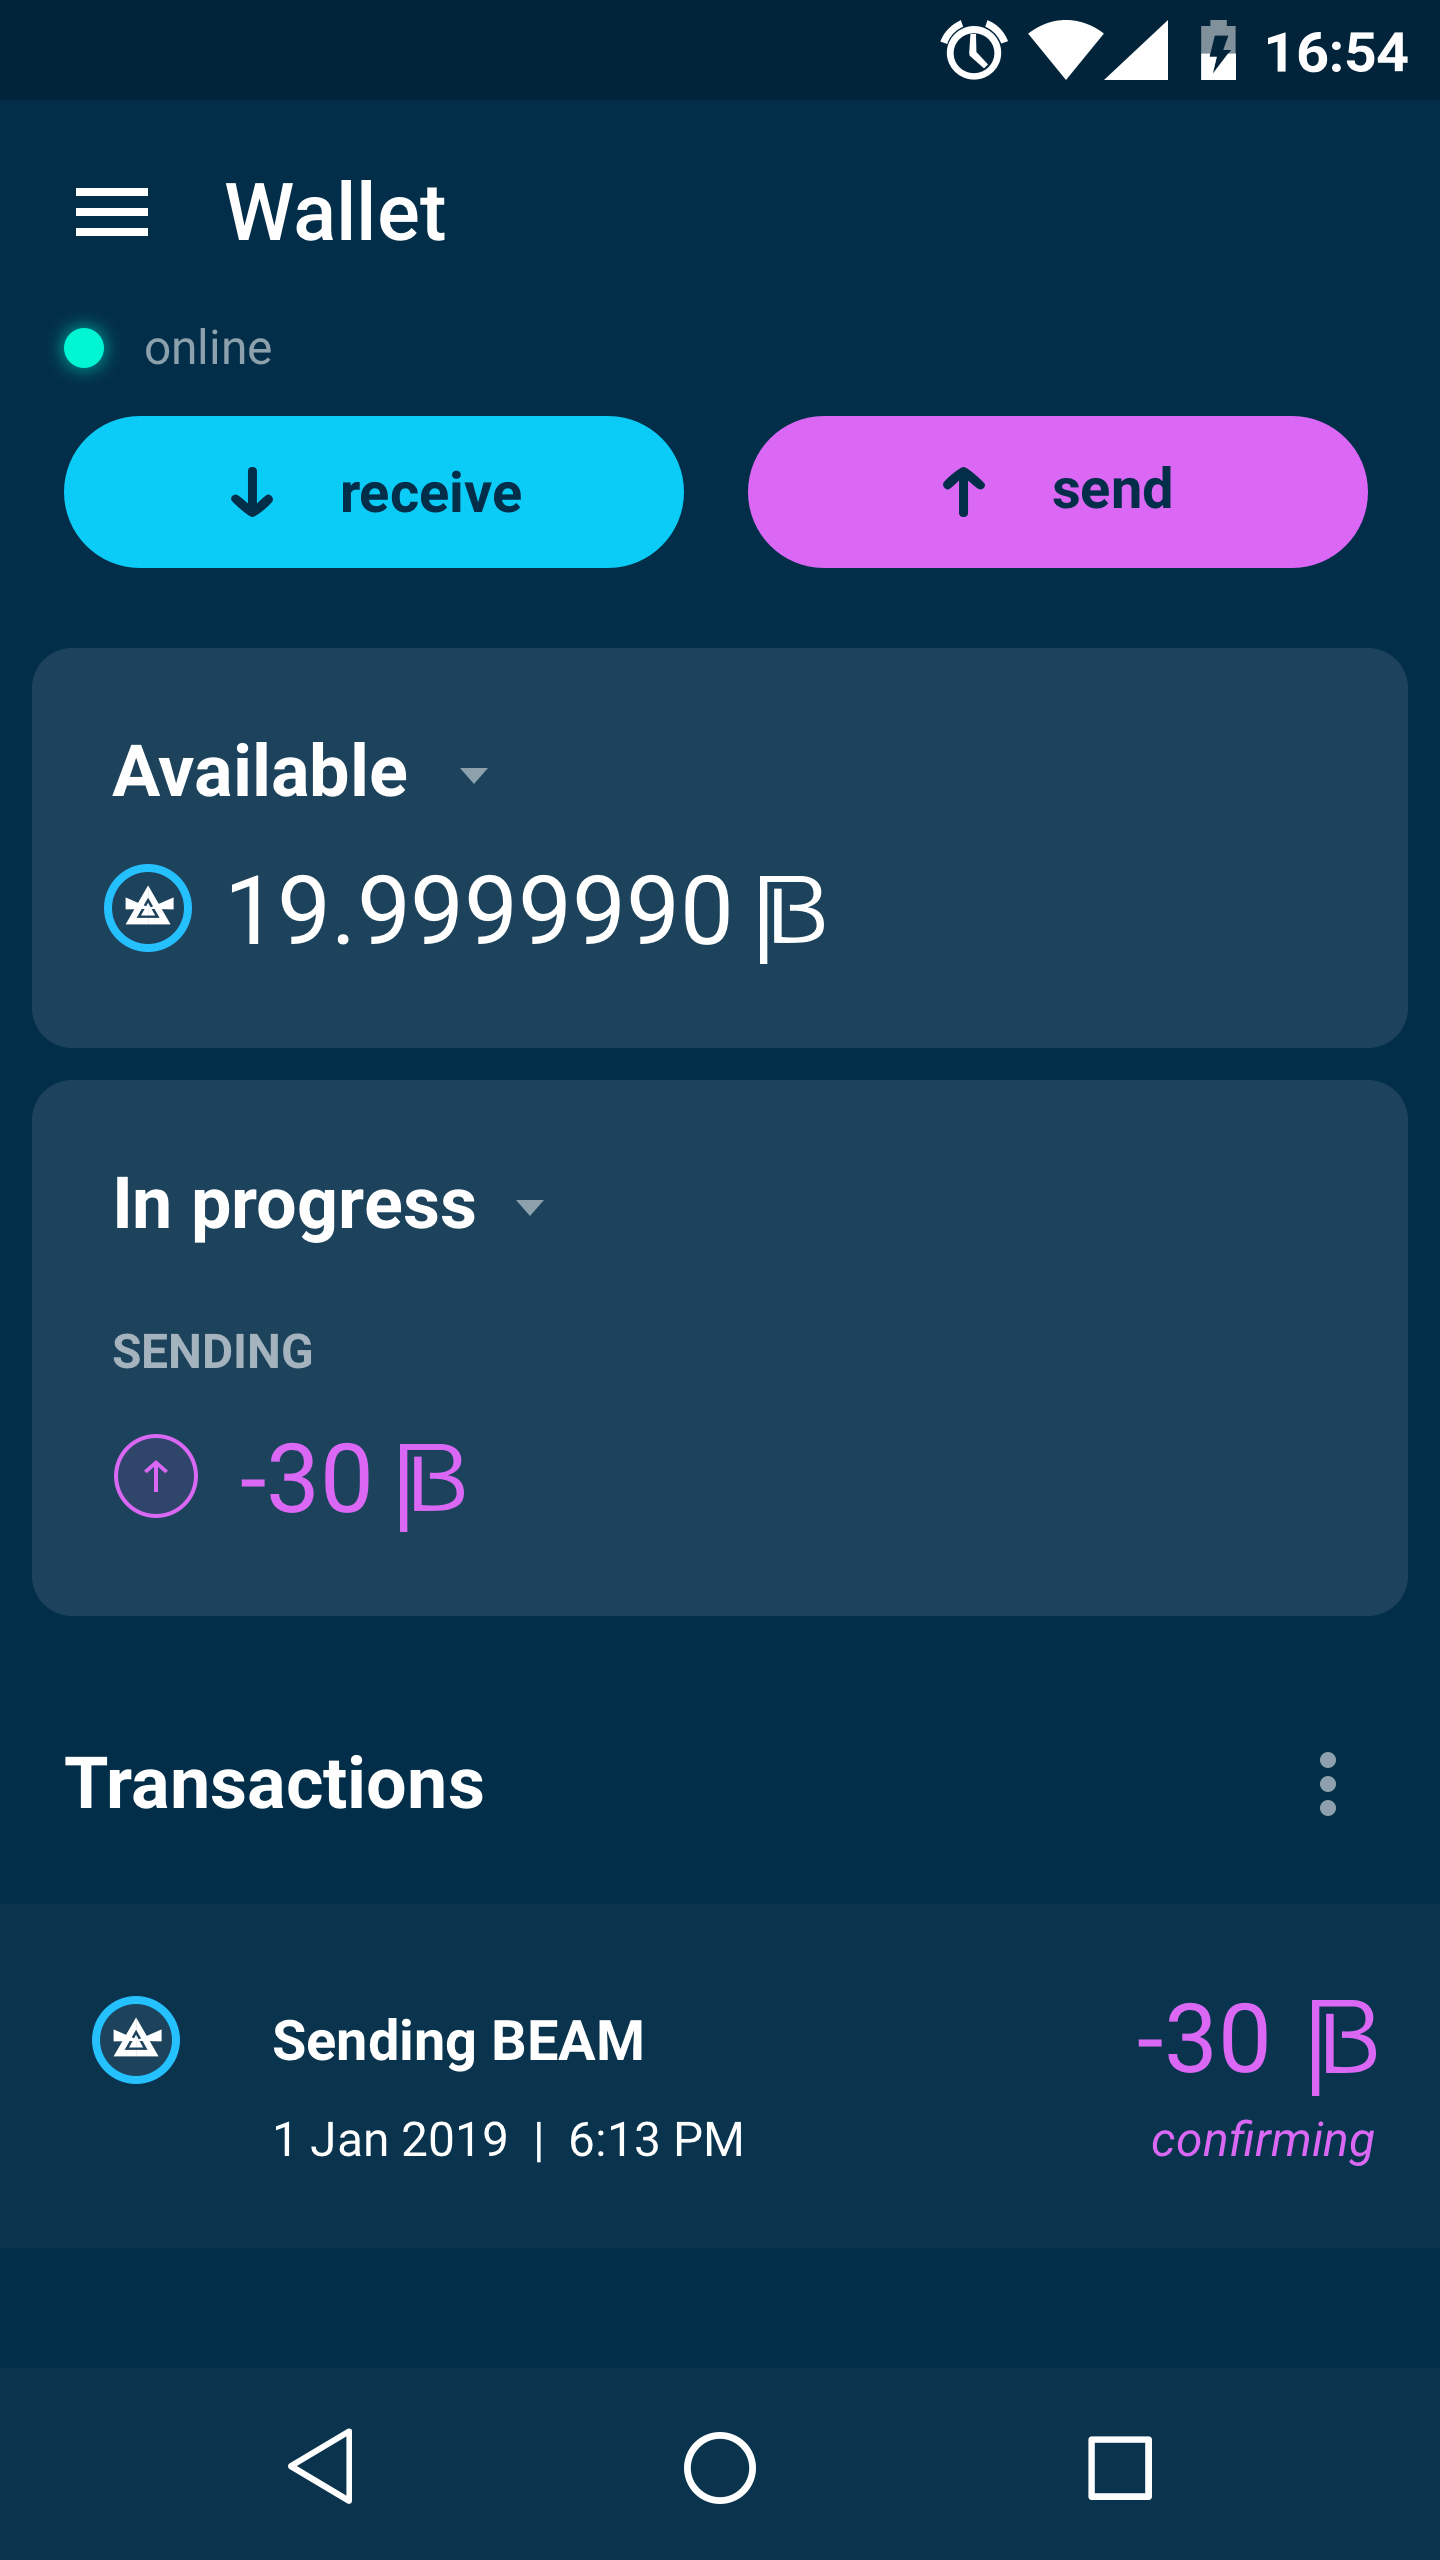 16:54
Wallet
online
receive
send
Available
19.9999990
In progress
SENDING
-30
Transactions
Sending BEAM
-30
1 Jan 2019 | 6:13 PM
confirming